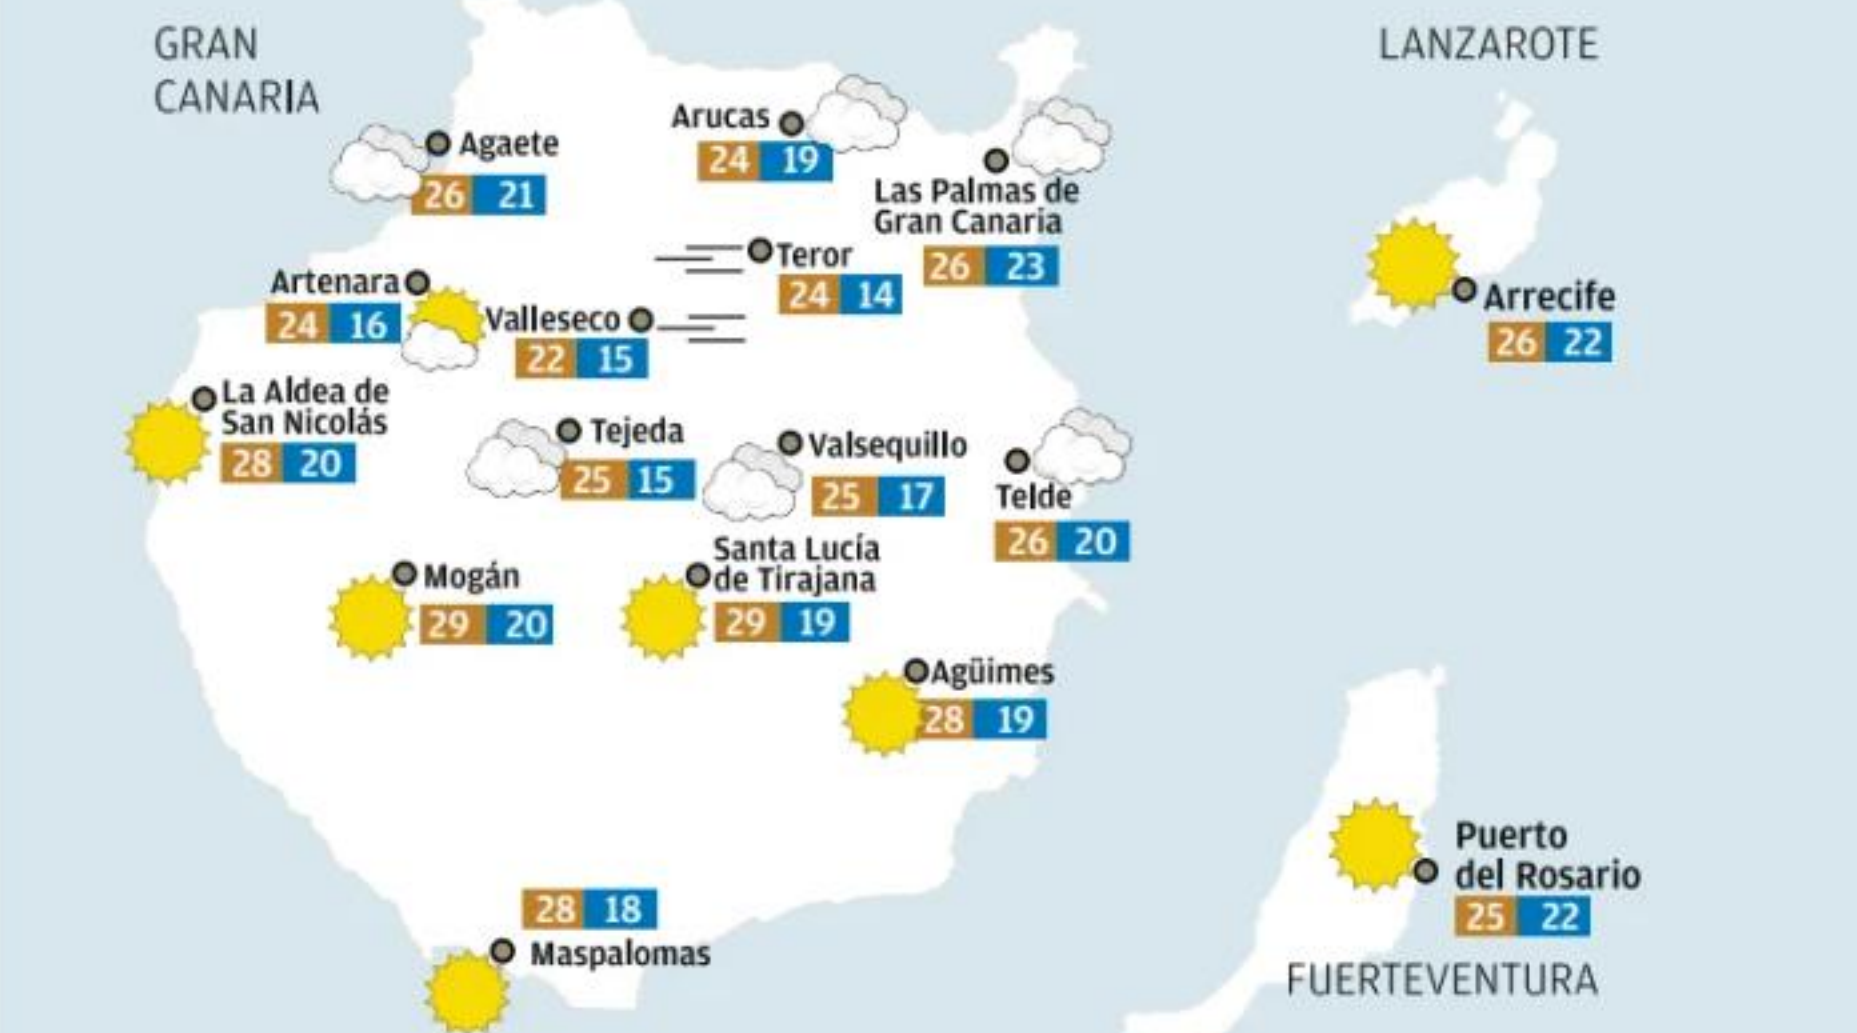 GRAN
CANARIA
LANZAROTE
Arucas
24 19
Agaete
26 21
Las Palmas de
Gran Canaria
26 23
Teror
24 14
Artenara
24 16
Valleseco
22 15
Arrecife
26 22
La Aldea de
San Nicolás
28 20
Tejeda
25 15
Valsequillo
25 17
Telde
26 20
Mogán
29 20
Santa Lucía
de Tirajana
29 19
Agüimes
28 19
Puerto
del Rosario
25 22
28 18
Maspalomas
FUERTEVENTURA